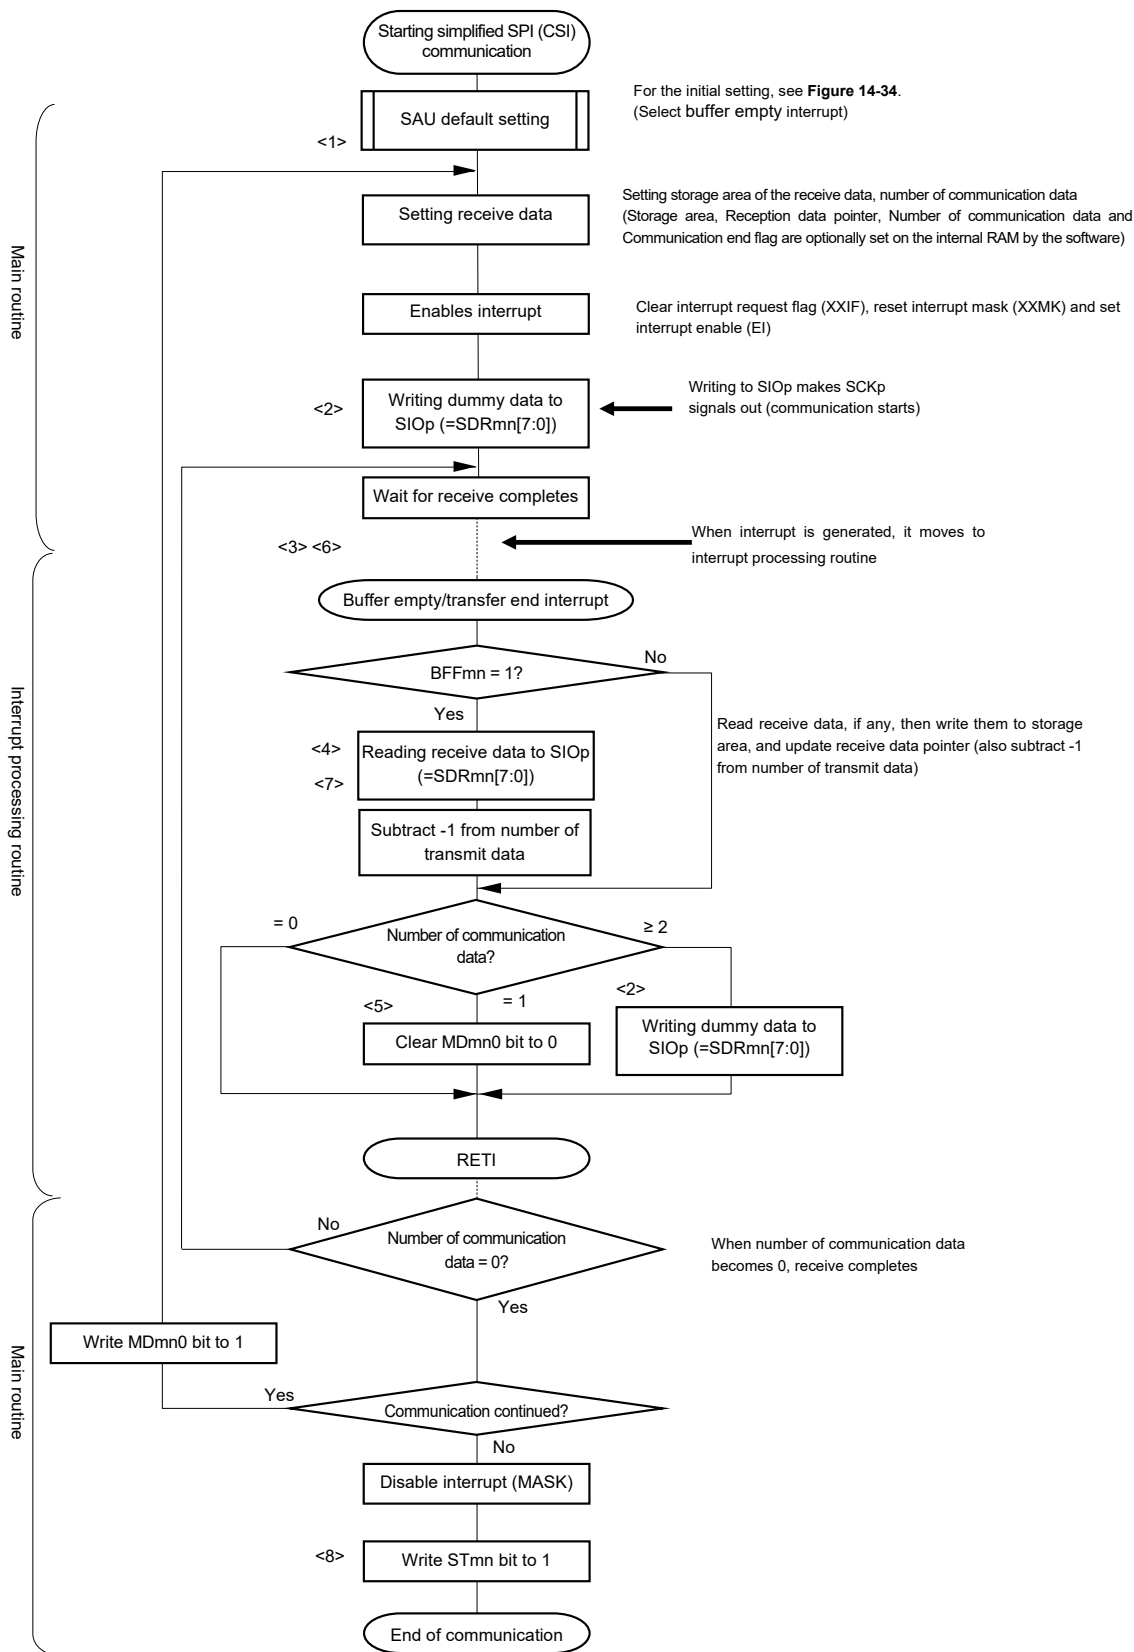 Starting simplified SPI (CSI)
communication
For the initial setting, see Figure 14-34.
(Select buffer empty interrupt)
SAU default setting
<1>
Setting receive data
Setting storage area of the receive data, number of communication data
(Storage area, Reception data pointer, Number of communication data and
Communication end flag are optionally set on the internal RAM by the software)
Main routine
Enables interrupt
Clear interrupt request flag (XXIF), reset interrupt mask (XXMK) and set
interrupt enable (EI)
<2>
Writing dummy data to
SIOp (=SDRmn[7:0])
Writing to SIOp makes SCKp
signals out (communication starts)
Wait for receive completes
<3> <6>
When interrupt is generated, it moves to
interrupt processing routine
Buffer empty/transfer end interrupt
BFFmn = 1?
No
Yes
Interrupt processing routine
<4>
<7>
Reading receive data to SIOp
(=SDRmn[7:0])
Read receive data, if any, then write them to storage
area, and update receive data pointer (also subtract -1
from number of transmit data)
Subtract -1 from number of
transmit data
= 0
Number of communication
data?
≥ 2
<5>
= 1
<2>
Clear MDmn0 bit to 0
Writing dummy data to
SIOp (=SDRmn[7:0])
RETI
No
Number of communication
data = 0?
When number of communication data
becomes 0, receive completes
Yes
Write MDmn0 bit to 1
Main routine
Yes
Communication continued?
No
Disable interrupt (MASK)
<8>
Write STmn bit to 1
End of communication